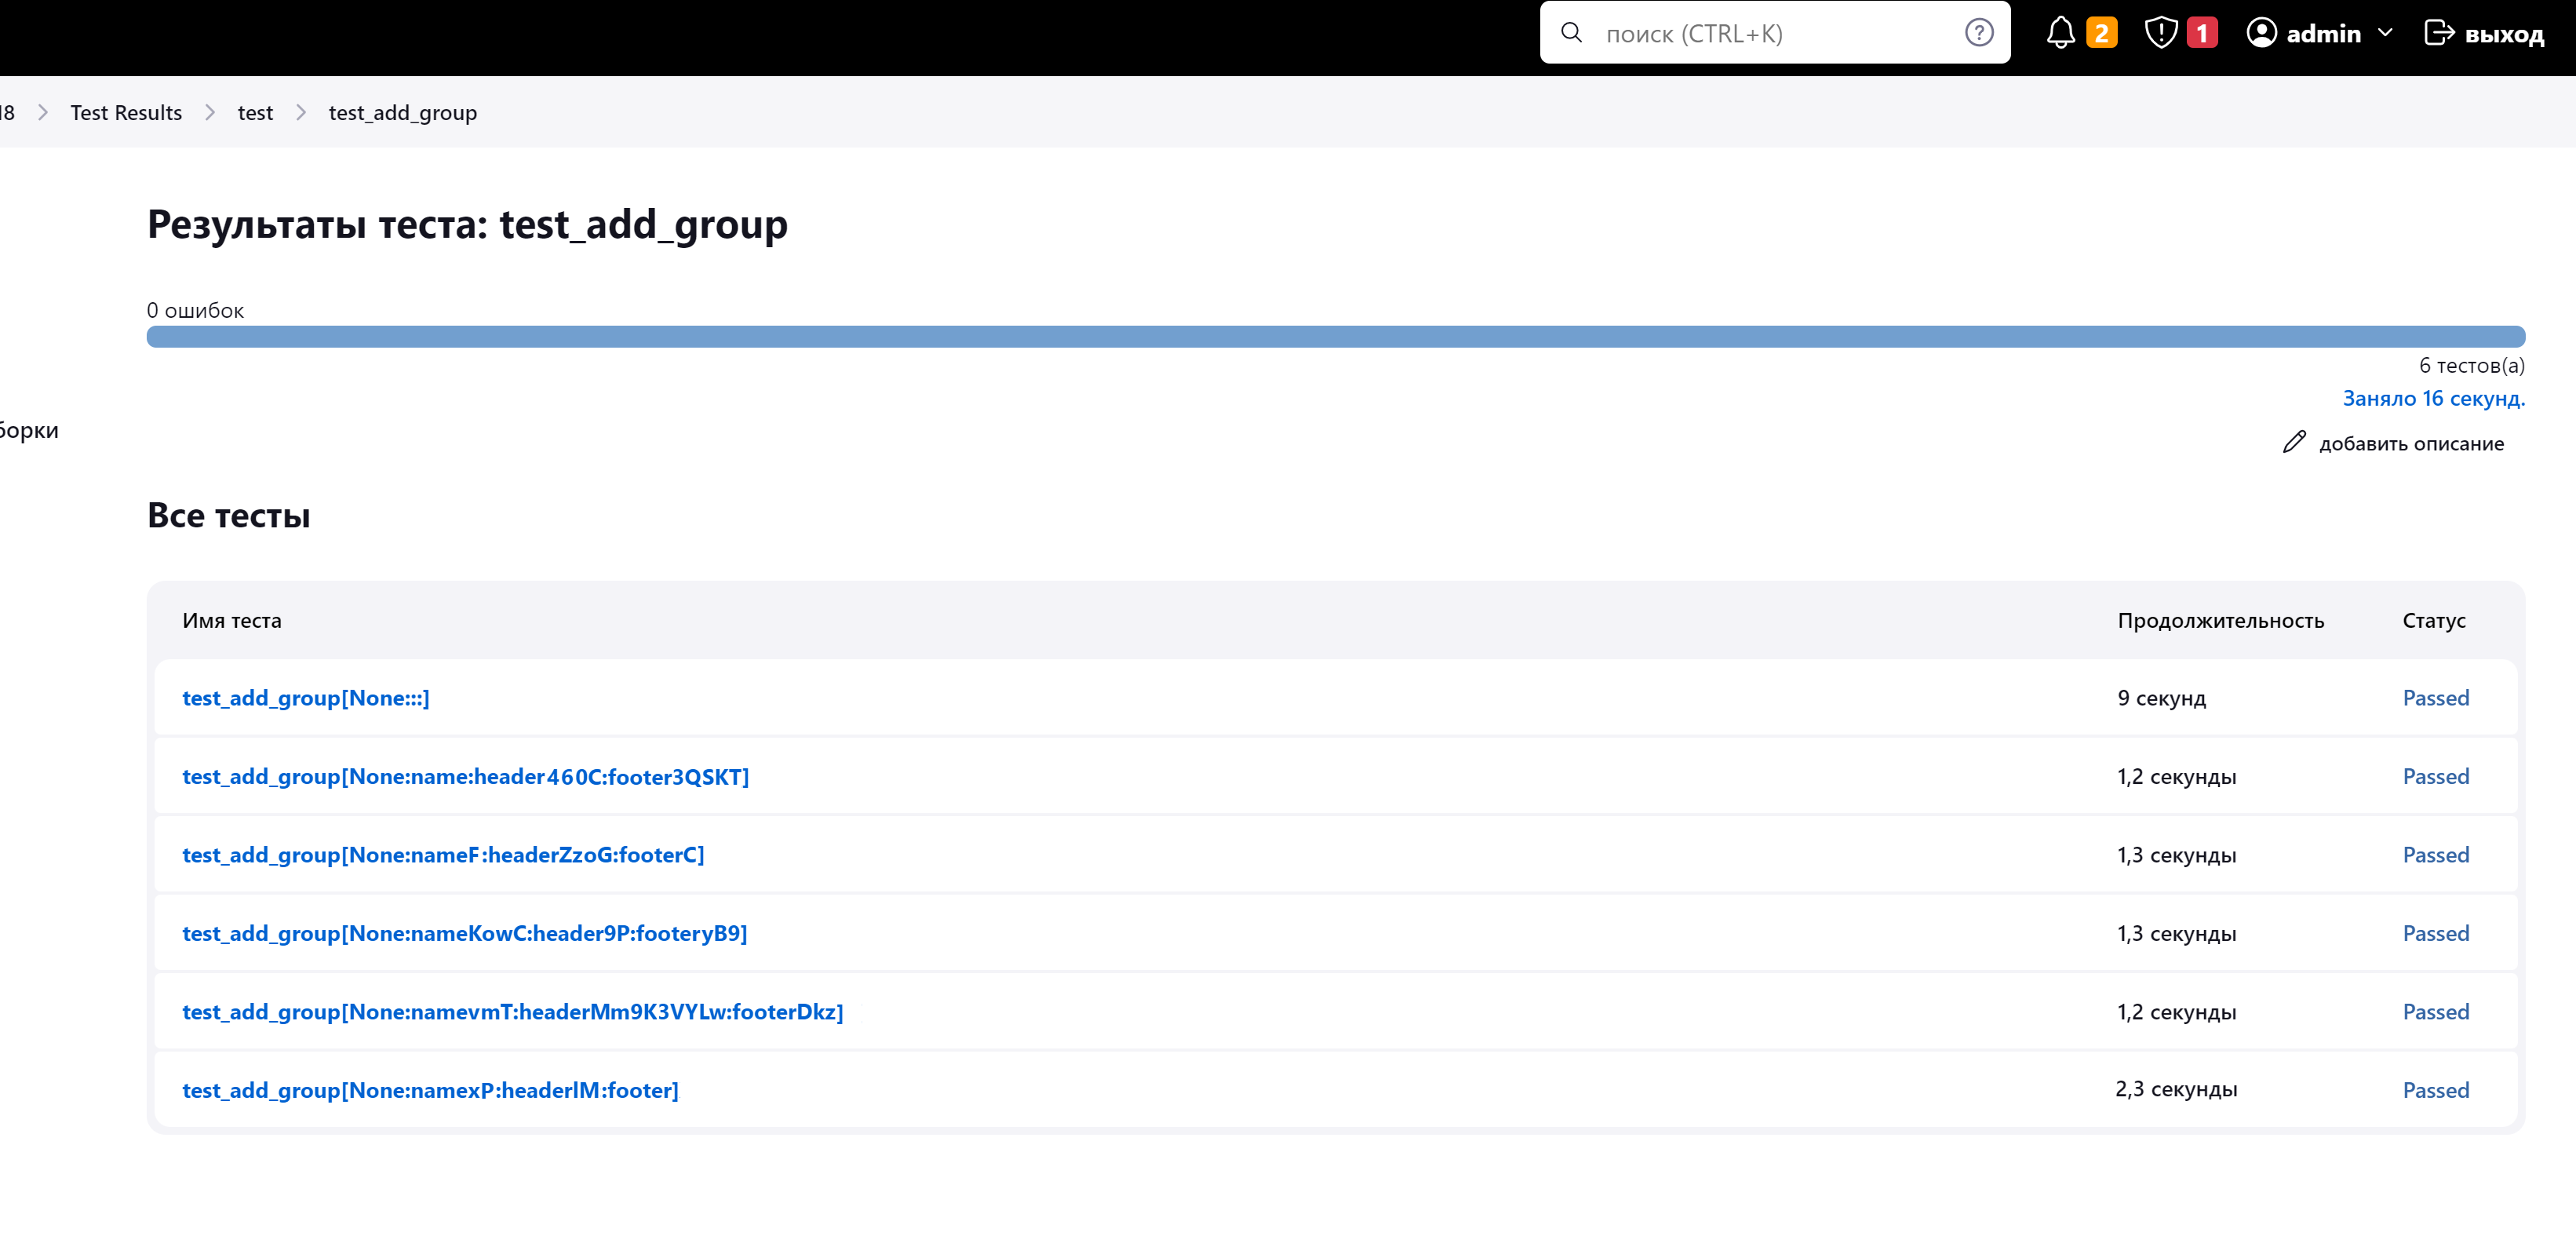 поиск (CTRL+K) 2 1 admin выход
18 Test Results test test_add_group
Результаты теста: test_add_group
0 ошибок
6 тестов(а)
Заняло 16 секунд.
борки
добавить описание
Все тесты
Имя теста Продолжительность Статус
test_add_group[None:::] 9 секунд Passed
test_add_group[None:name:header460C:footer3QSKT] 1,2 секунды Passed
test_add_group[None:nameF:headerZzoG:footerC] 1,3 секунды Passed
test_add_group[None:nameKowC:header9P:footeryB9] 1,3 секунды Passed
test_add_group[None:namevmT:headerMm9K3VYLw:footerDkz] 1,2 секунды Passed
test_add_group[None:namexP:headerlM:footer] 2,3 секунды Passed